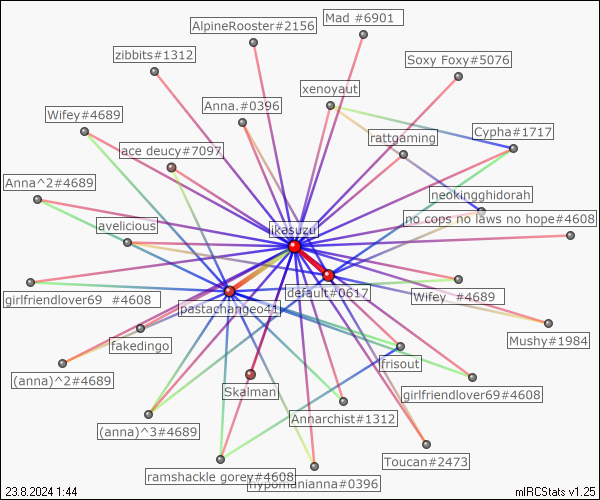 Mad #6901
AlpineRooster#2156
zibbits#1312
Soxy Foxy#5076
xenoyaut
Anna.#0396
Wifey#4689
Cypha#1717
rattgaming
ace deucy#7097
Anna^2#4689
neokingghidorah
no cops no laws no hope#4608
avelicious
ikasuzu
default#0617
girlfriendlover69 #4608
Wifey #4689
pastachangeo41
Mushy#1984
fakedingo
frisout
(anna)^2#4689
Skalman
girlfriendlover69#4608
Annarchist#1312
(anna)^3#4689
Toucan#2473
ramshackle gorey#4608
hypomanianna#0396
23.8.2024 1:44
mIRCStats v1.25